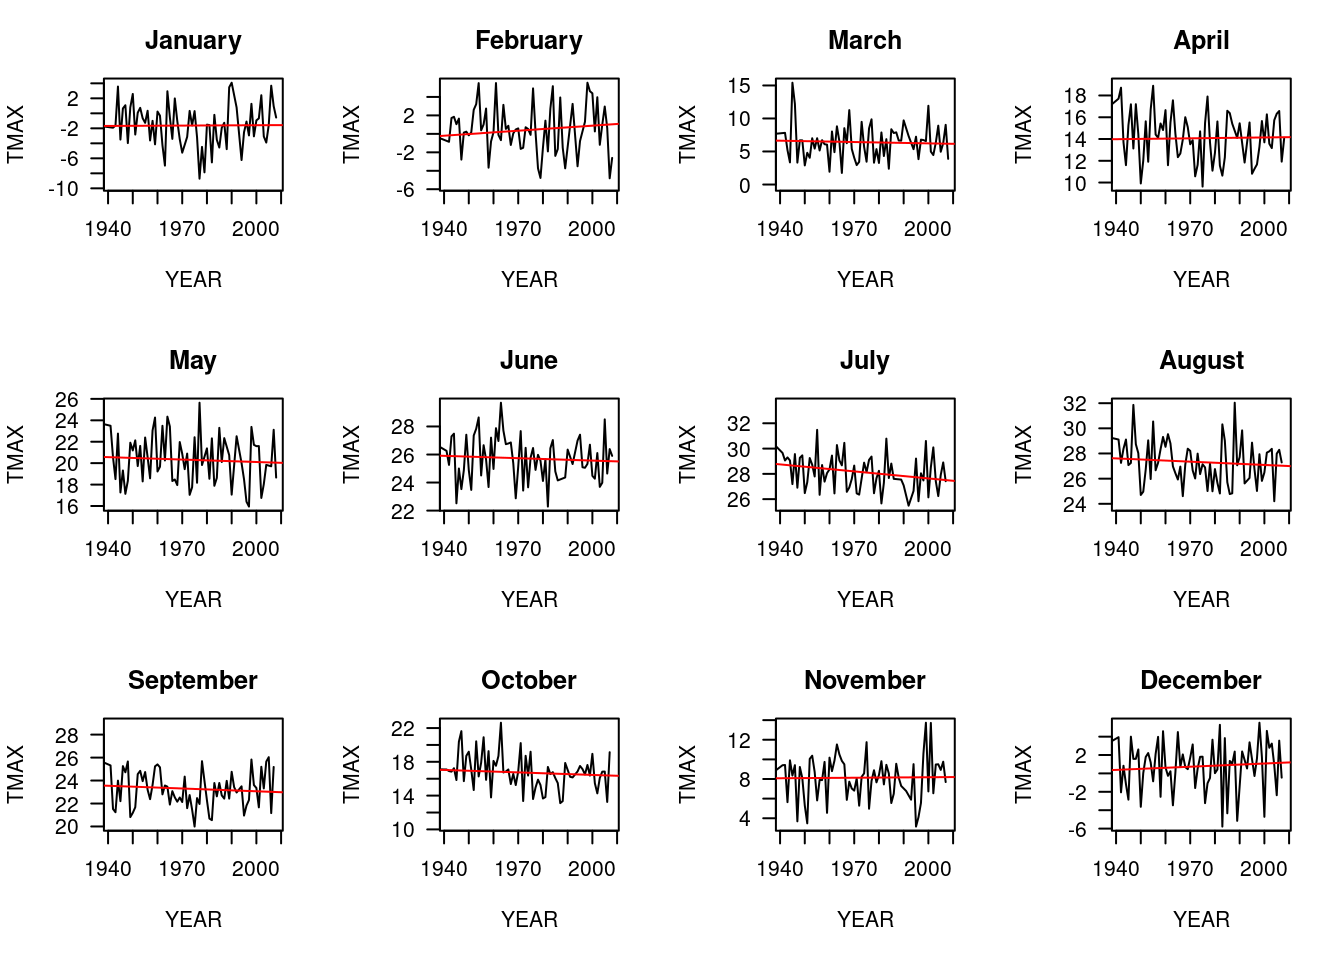 January
TMAX
2
-2
-6
-10
1940 1970 2000
YEAR
February
TMAX
2
-2
-6
1940 1970 2000
YEAR
March
TMAX
15
10
5
0
1940 1970 2000
YEAR
April
TMAX
18
16
14
12
10
1940 1970 2000
YEAR
May
TMAX
26
24
22
20
18
16
1940 1970 2000
YEAR
June
TMAX
28
26
24
22
1940 1970 2000
YEAR
July
TMAX
32
30
28
26
1940 1970 2000
YEAR
August
TMAX
32
30
28
26
24
1940 1970 2000
YEAR
September
TMAX
28
26
24
22
20
1940 1970 2000
YEAR
October
TMAX
22
18
14
10
1940 1970 2000
YEAR
November
TMAX
12
8
4
1940 1970 2000
YEAR
December
TMAX
2
-2
-6
1940 1970 2000
YEAR